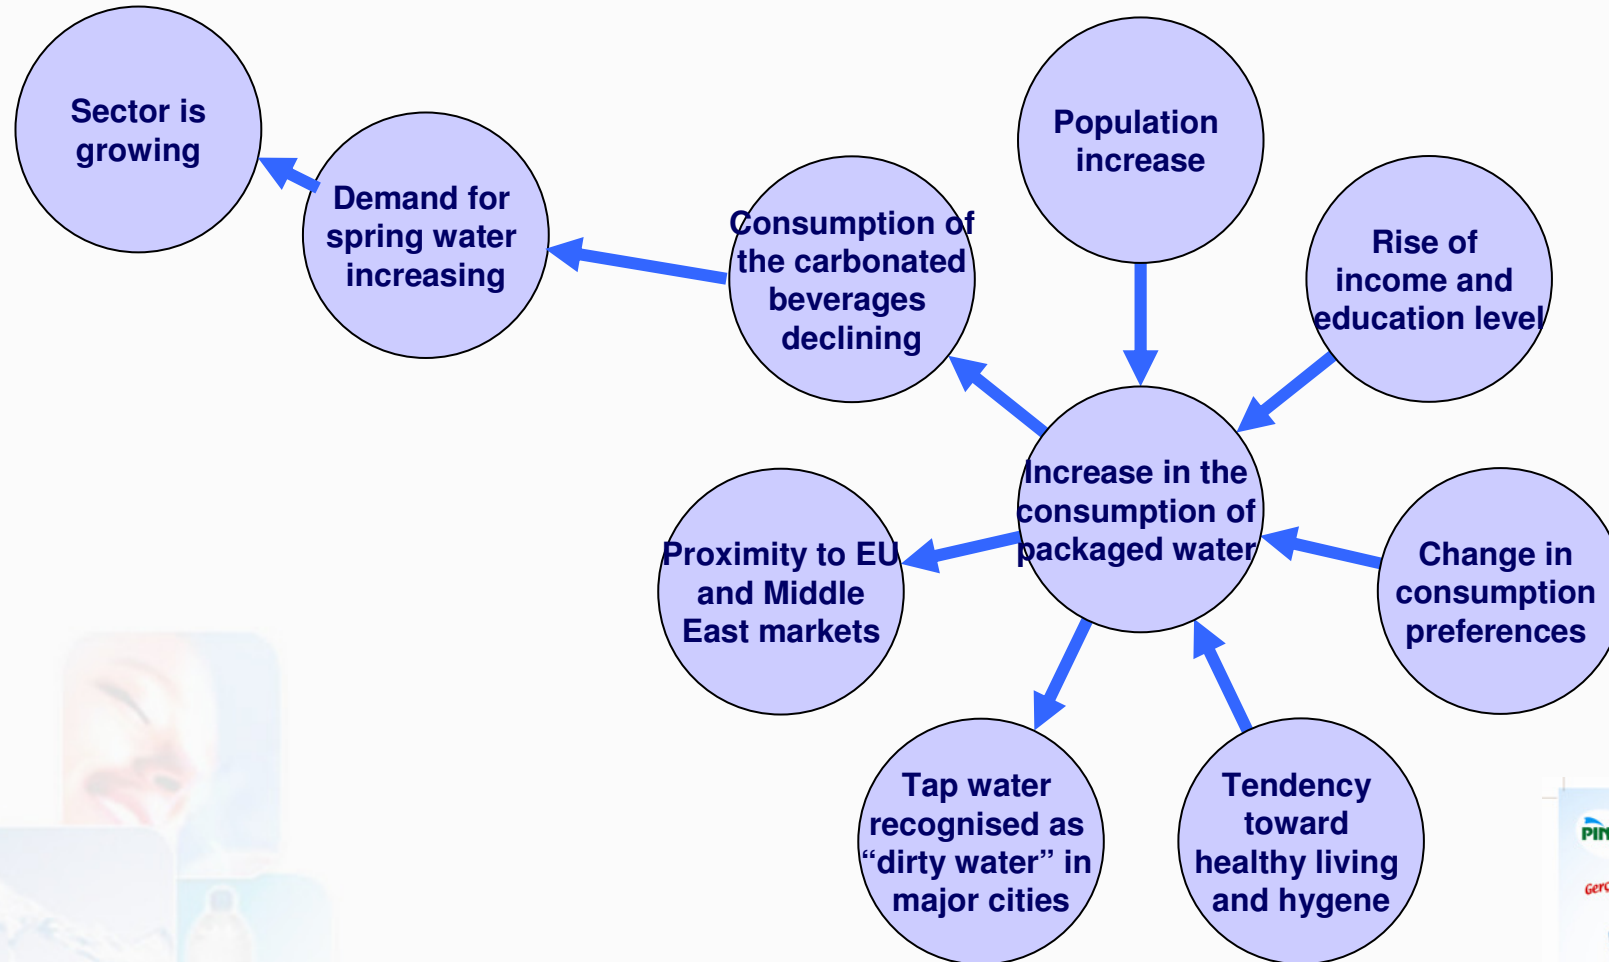 Sector is
growing
Demand for
spring water
increasing
Consumption of
the carbonated
beverages
declining
Population
increase
Rise of
income and
education level
Increase in the
consumption of
packaged water
Proximity to EU
and Middle
East markets
Change in
consumption
preferences
Tap water
recognised as
“dirty water” in
major cities
Tendency
toward
healthy living
and hygene